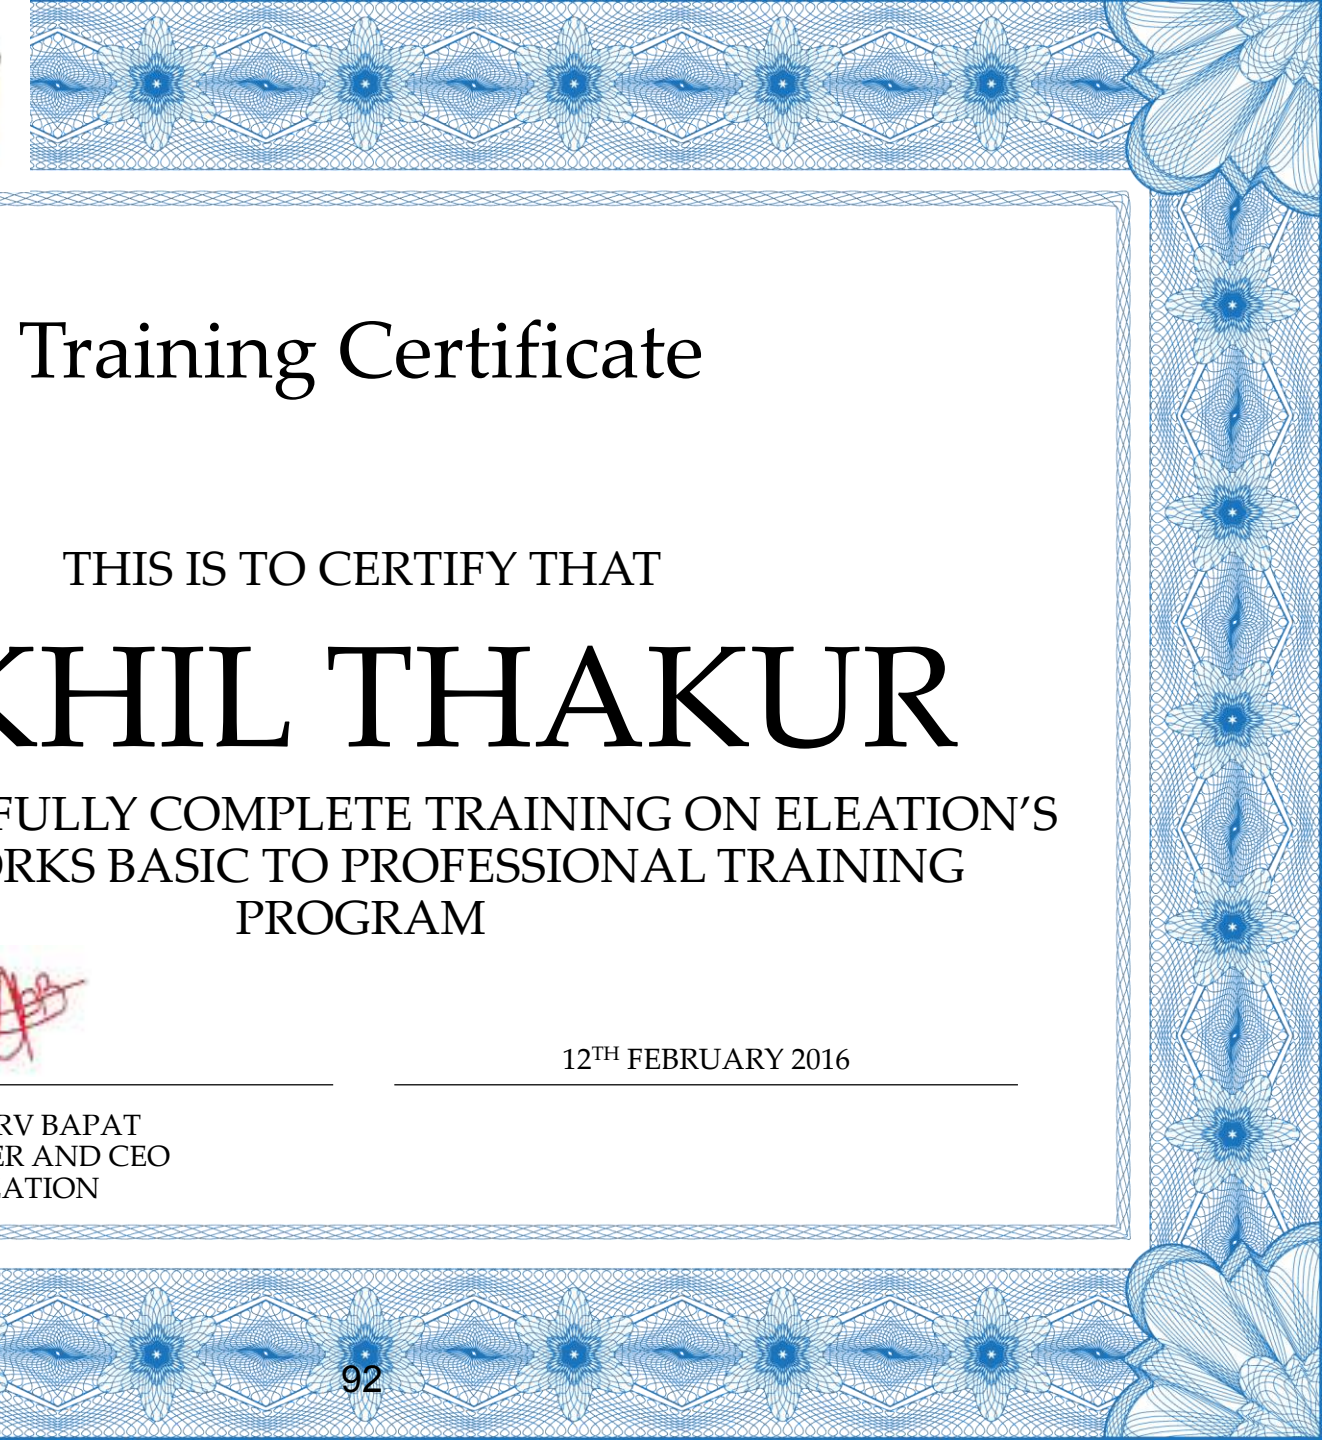 Training Certificate
THIS IS TO CERTIFY THAT
KHIL THAKUR
FULLY COMPLETE TRAINING ON ELEATION’S
ORKS BASIC TO PROFESSIONAL TRAINING
PROGRAM
12TH FEBRUARY 2016
RV BAPAT
ER AND CEO
EATION
92